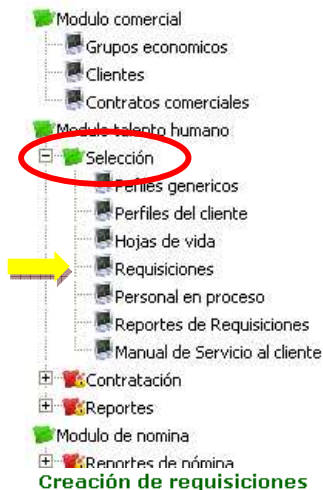 Modulo comercial
Grupos economicos
Clientes
Contratos comerciales
Modulo talento humano
Selección
Perfiles genericos
Perfiles del cliente
Hojas de vida
Requisiciones
Personal en proceso
Reportes de Requisiciones
Manual de Servicio al cliente
Contratación
Reportes
Modulo de nomina
Reportes de nómina
Creación de requisiciones